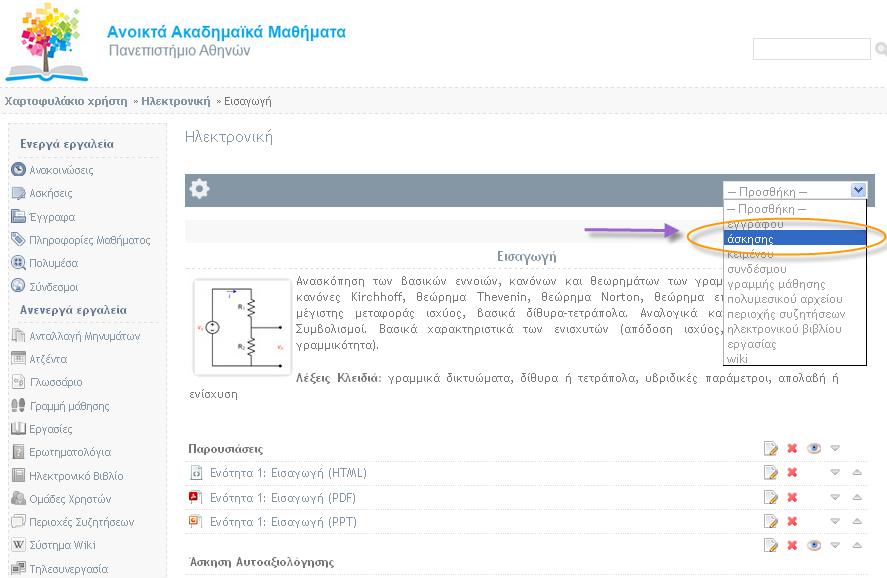 Ανοικτά Ακαδημαϊκά Μαθήματα
Πανεπιστήμιο Αθηνών
Χαρτοφυλάκιο χρήστη » Ηλεκτρονική » Εισαγωγή
Ενεργά εργαλεία
Ανακοινώσεις
Ασκήσεις
Έγγραφα
Πληροφορίες Μαθήματος
Πολυμέσα
Σύνδεσμοι
Ανενεργά εργαλεία
Ανταλλαγή Μηνυμάτων
Ατζέντα
Γλωσσάριο
Γραμμή μάθησης
Εργασίες
Ερωτηματολόγια
Ηλεκτρονικό Βιβλίο
Ομάδες Χρηστών
Περιοχές Συζητήσεων
Σύστημα Wiki
Τηλεσυνεργασία
Ηλεκτρονική
-- Προσθήκη --
-- Προσθήκη --
εγγράφου
άσκησης
κειμένου
συνδέσμου
γραμμής μάθησης
πολυμεσικού αρχείου
περιοχής συζητήσεων
ηλεκτρονικού βιβλίου
εργασίας
wiki
Εισαγωγή
Ανασκόπηση των βασικών εννοιών, κανόνων και θεωρημάτων των γραμ
κανόνες Kirchhoff, θεώρημα Thevenin, θεώρημα Norton, θεώρημα επ
μέγιστης μεταφοράς ισχύος, βασικά δίθυρα-τετράπολα. Αναλογικά και
Συμβολισμοί. Βασικά χαρακτηριστικά των ενισχυτών (απόδοση ισχύος,
γραμμικότητα).
Λέξεις Κλειδιά: γραμμικά δικτυώματα, δίθυρα ή τετράπολα, υβριδικές παράμετροι, απολαβή ή
ενίσχυση
R₁
R₂
Παρουσιάσεις
Ενότητα 1: Εισαγωγή (HTML)
Ενότητα 1: Εισαγωγή (PDF)
Ενότητα 1: Εισαγωγή (PPT)
Άσκηση Αυτοαξιολόγησης